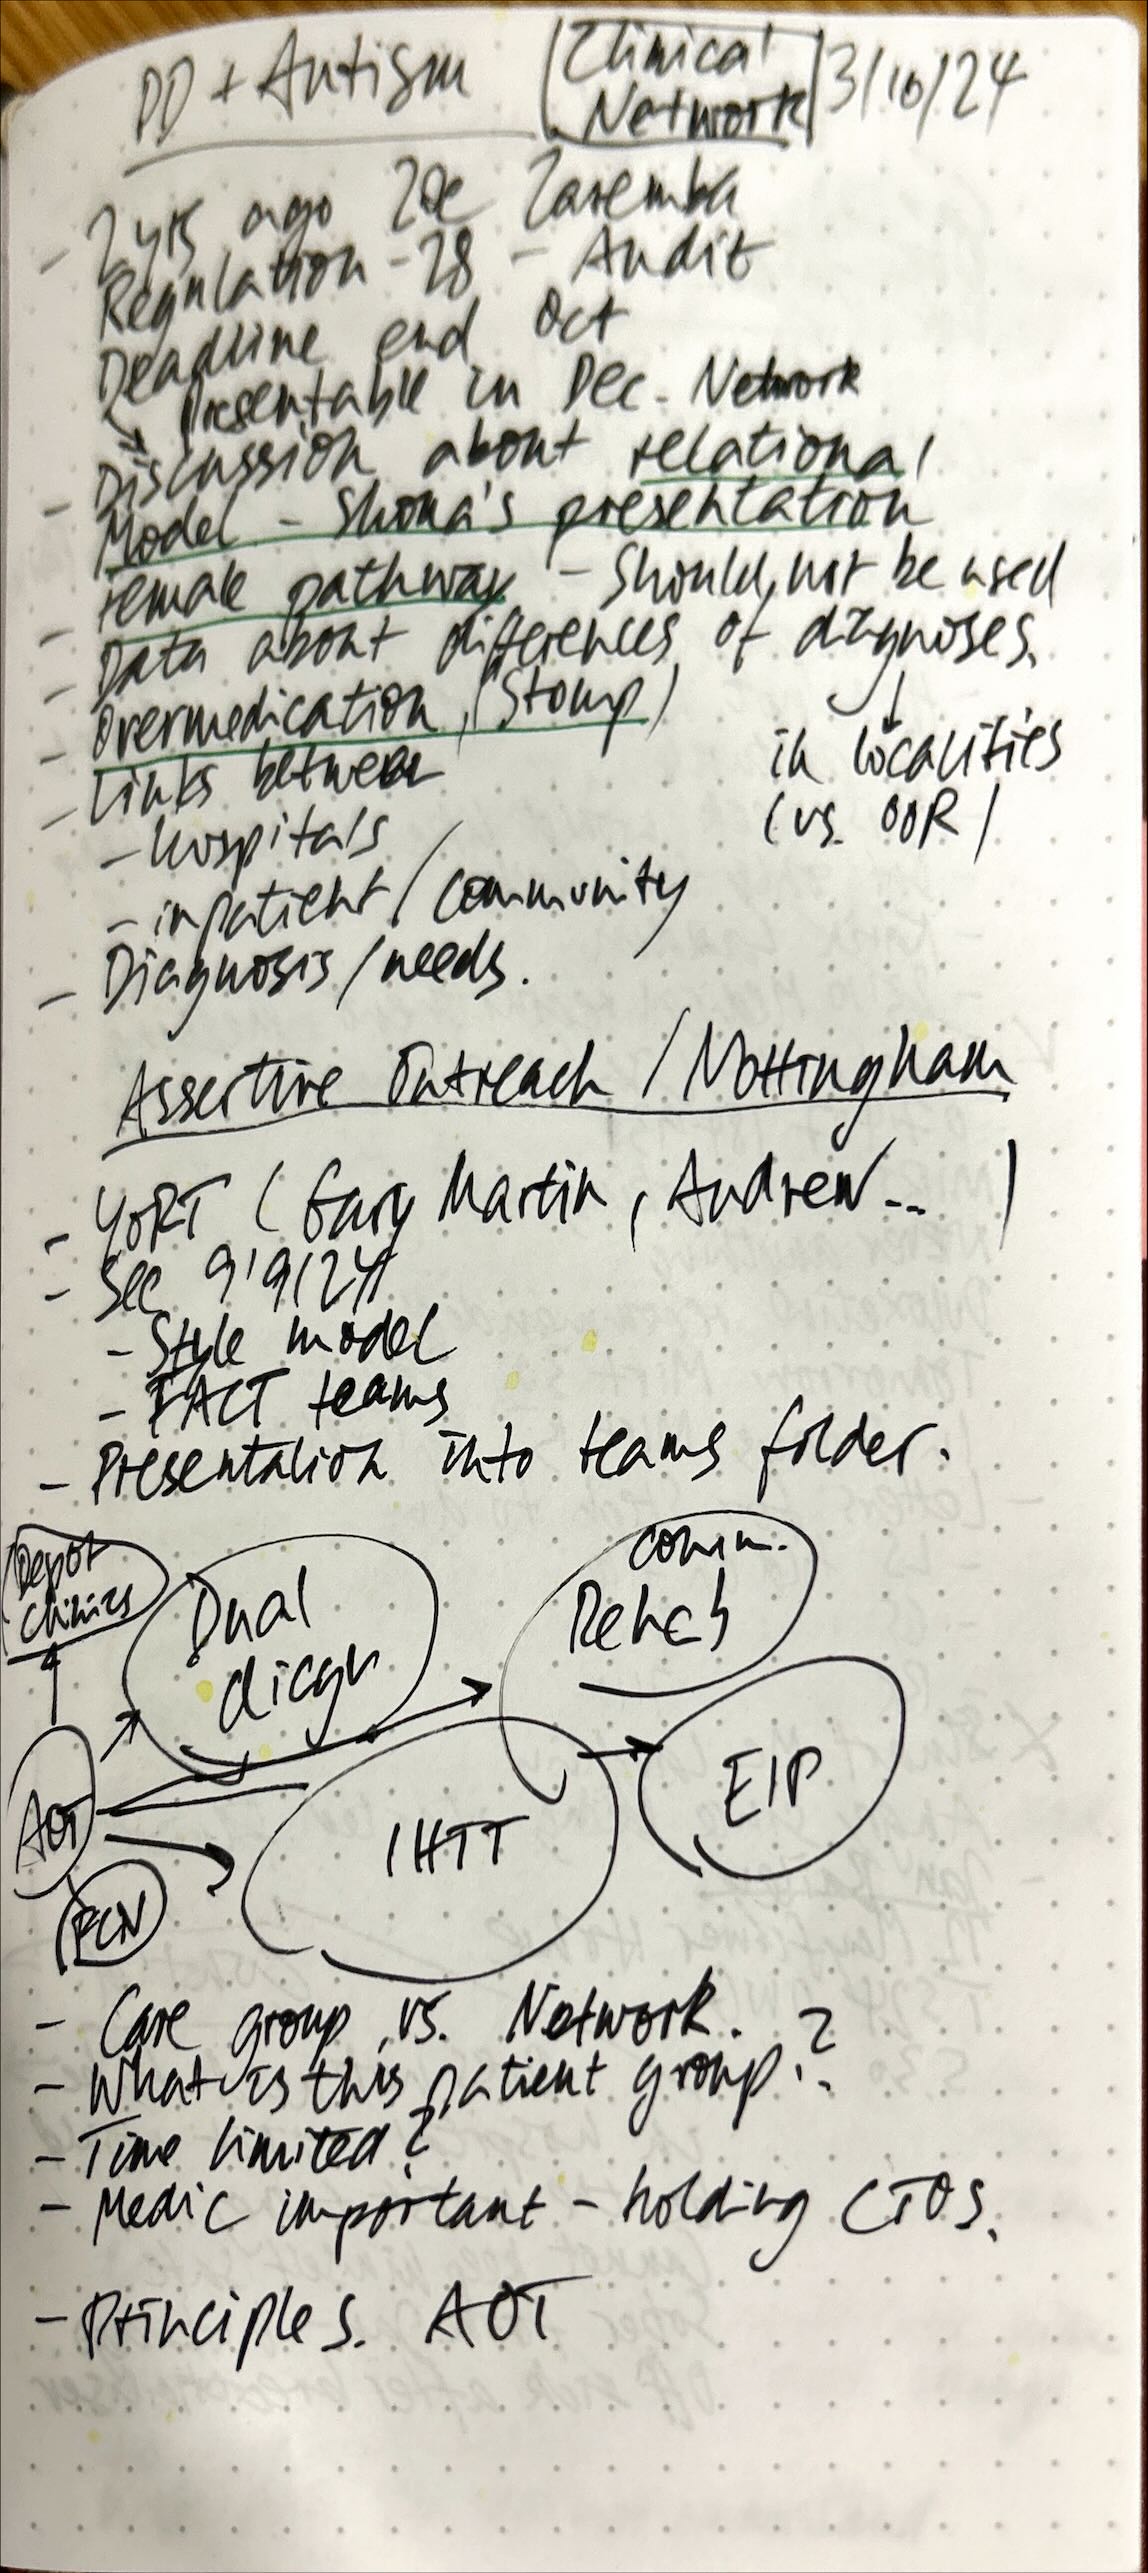 PD + Autism [Clinical Network] 3/10/24
- 2 yrs ago Zoe Zaremba
Regulation - 28 - Audit
Deadline end Oct
↳ Presentable in Dec. Network
- Discussion about relational
Model - Shona's presentation
- Female pathway - Should not be used
- Data about differences of diagnoses.
↓
in localities
(vs. OOR)
- Overmedication (Stomp)
- Links between
- hospitals
- inpatient / community
- Diagnosis / needs.
Assertive Outreach / Nottingham
- YORT (Gary Martin, Andrew... )
- See 9/9/24
- Style model
- FACT teams
- Presentation into teams folder.
Depot
clinics
Dual
diagn
comm.
Rehab
AOT
IHTT
EIP
FCN
- Care group vs. Network.
- What is this patient group?
- Time limited?
- Medic important - holding CTOs.
- Principles. AOT